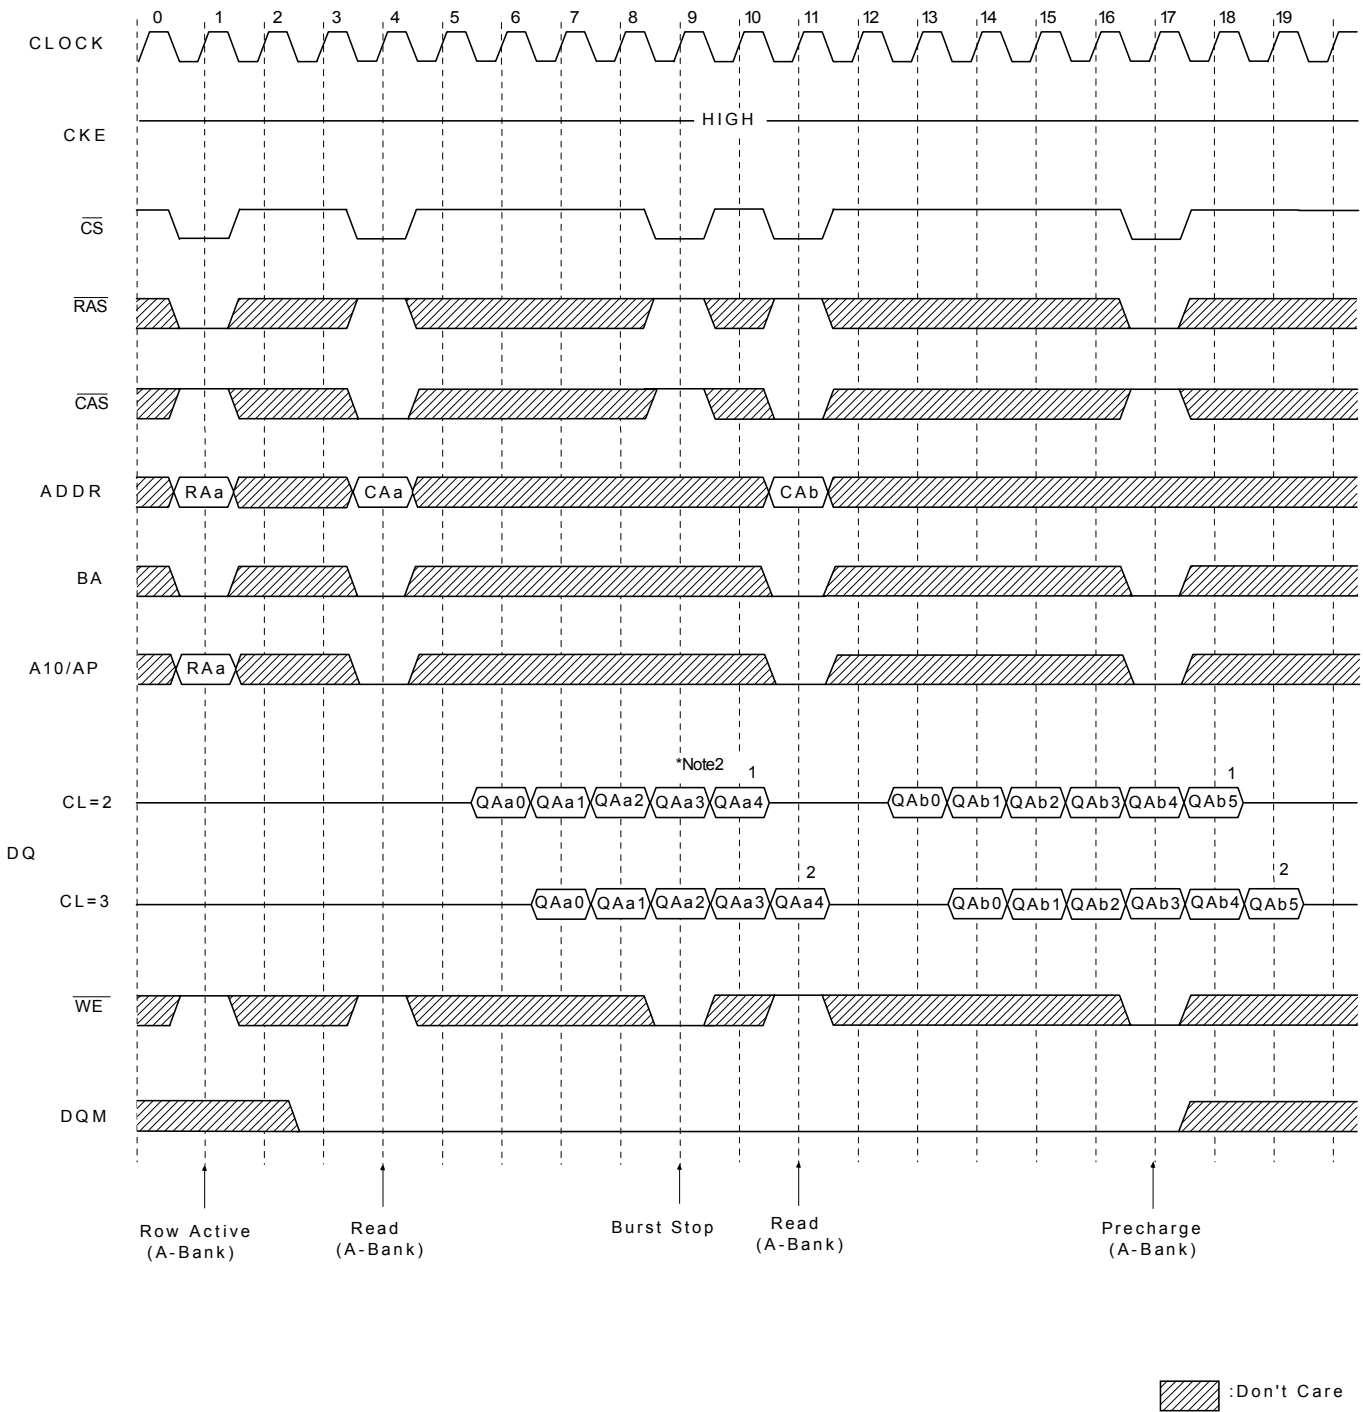 0 1 2 3 4 5 6 7 8 9 10 11 12 13 14 15 16 17 18 19
CLOCK
CKE
HIGH
CS
RAS
CAS
ADDR RAa CAa CAb
BA
A10/AP RAa
*Note2 1 1
CL=2 QAa0 QAa1 QAa2 QAa3 QAa4 QAb0 QAb1 QAb2 QAb3 QAb4 QAb5
DQ
2 2
CL=3 QAa0 QAa1 QAa2 QAa3 QAa4 QAb0 QAb1 QAb2 QAb3 QAb4 QAb5
WE
DQM
Row Active
(A-Bank)
Read
(A-Bank)
Burst Stop
Read
(A-Bank)
Precharge
(A-Bank)
:Don't Care